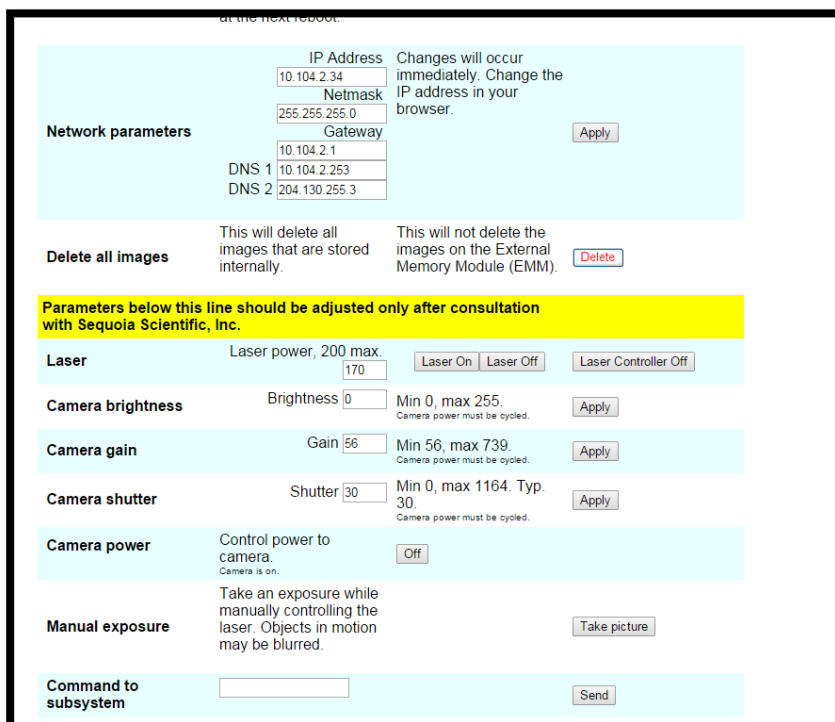 at the next reboot.
IP Address
10.104.2.34
Netmask
255.255.255.0
Gateway
10.104.2.1
DNS 1 10.104.2.253
DNS 2 204.130.255.3
Network parameters
Changes will occur
immediately. Change the
IP address in your
browser.
Apply
Delete all images
This will delete all
images that are stored
internally.
This will not delete the
images on the External
Memory Module (EMM).
Delete
Parameters below this line should be adjusted only after consultation
with Sequoia Scientific, Inc.
Laser
Laser power, 200 max.
170
Laser On Laser Off
Laser Controller Off
Camera brightness
Brightness 0
Min 0, max 255.
Camera power must be cycled.
Apply
Camera gain
Gain 56
Min 56, max 739.
Camera power must be cycled.
Apply
Camera shutter
Shutter 30
Min 0, max 1164. Typ.
30.
Camera power must be cycled.
Apply
Camera power
Control power to
camera.
Camera is on.
Off
Manual exposure
Take an exposure while
manually controlling the
laser. Objects in motion
may be blurred.
Take picture
Command to
subsystem
Send